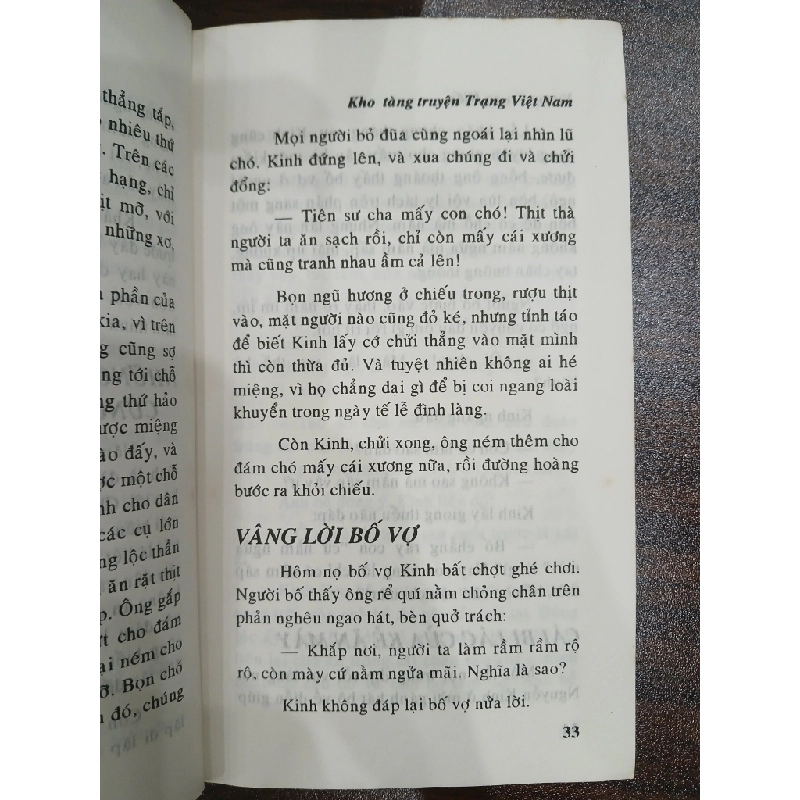 thẳng tắp,
nhiêu thứ
Trên các
hạng, chỉ
ịt mỡ, với
những xơ,
phần của
kia, vì trên
g cũng sợ
ng tới chỗ
ng thứ hảo
ược miệng
ào đấy, và
ợc một chỗ
nh cho dân
các cụ lớn
ng lộc thần
ăn rặt thịt
p. Ông gắp
ứt cho đám
ại ném cho
ỡ. Bọn chó
đó, chúng
Kho tàng truyện Trạng Việt Nam
Mọi người bỏ đũa cùng ngoái lại nhìn lũ
chó. Kinh đứng lên, và xua chúng đi và chửi
đổng:
— Tiên sư cha mấy con chó! Thịt thà
người ta ăn sạch rồi, chỉ còn mấy cái xương
mà cũng tranh nhau ầm cả lên!
Bọn ngũ hương ở chiếu trong, rượu thịt
vào, mặt người nào cũng đỏ ké, nhưng tỉnh táo
để biết Kinh lấy cớ chửi thẳng vào mặt mình
thì còn thừa đủ. Và tuyệt nhiên không ai hé
miệng, vì họ chẳng dai gì để bị coi ngang loài
khuyển trong ngày tế lễ đình làng.
Còn Kinh, chửi xong, ông ném thêm cho
đám chó mấy cái xương nữa, rồi đường hoàng
bước ra khỏi chiếu.
VÂNG LỜI BỐ VỢ
Hôm nọ bố vợ Kinh bất chợt ghé chơi.
Người bố thấy ông rể quí nằm chỏng chân trên
phản nghêu ngao hát, bèn quở trách:
— Khắp nơi, người ta làm rầm rầm rộ
rộ, còn mày cứ nằm ngửa mãi. Nghĩa là sao?
Kinh không đáp lại bố vợ nửa lời.
33